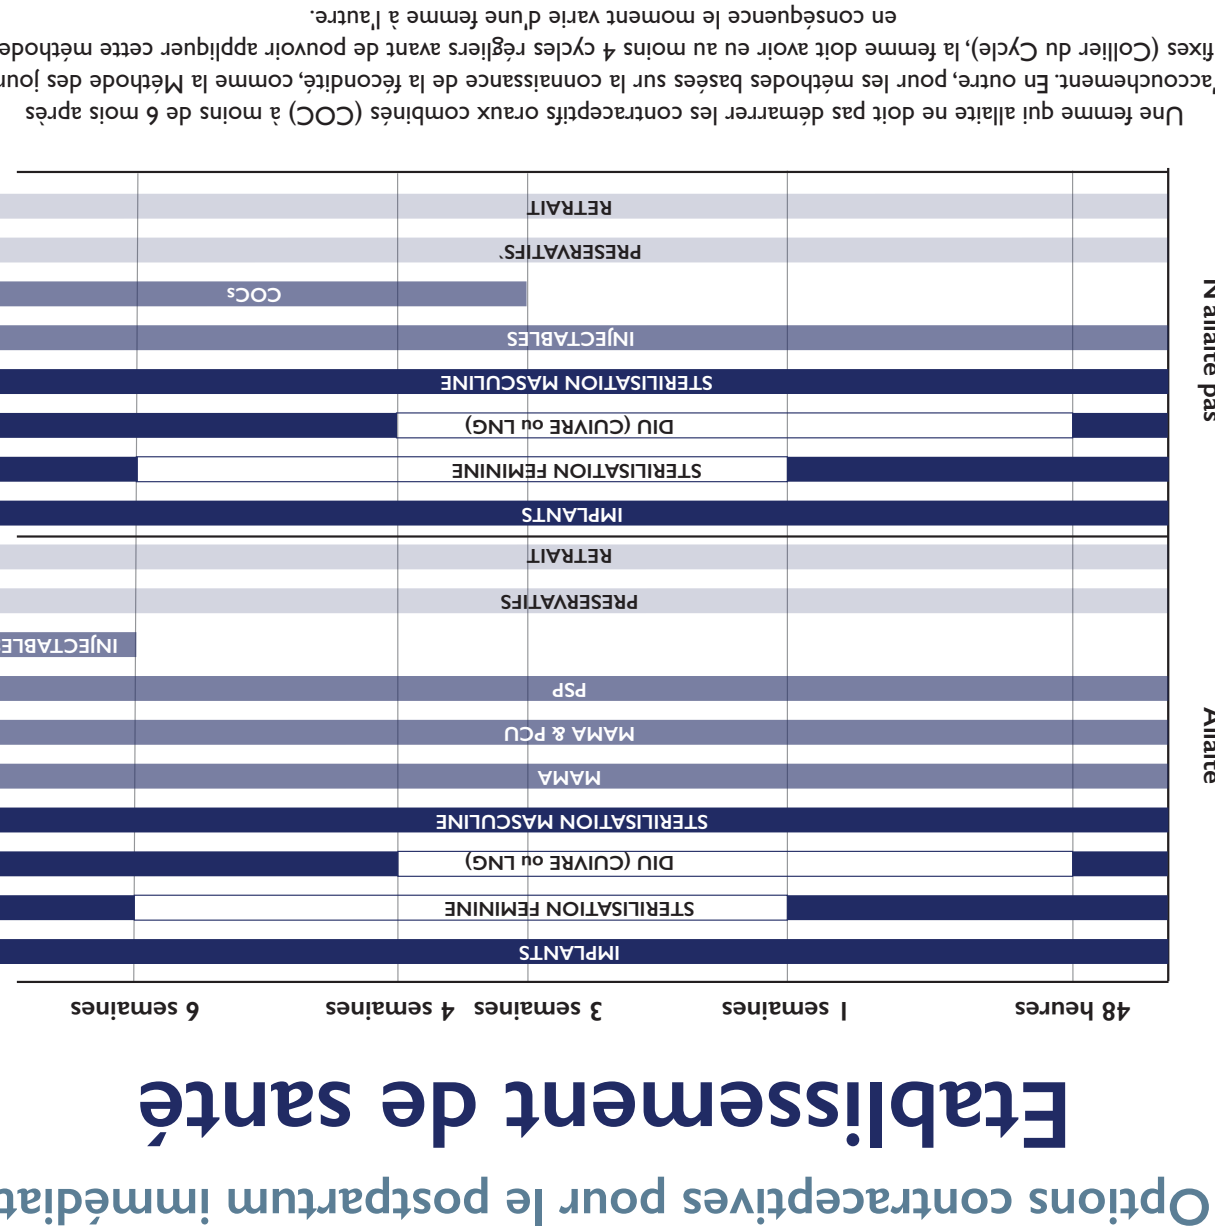 Options contraceptives pour le postpartum immédiat
Etablissement de santé
48 heures
1 semaines
3 semaines
4 semaines
6 semaines
Allaite
IMPLANTS
STERILISATION FEMININE
DIU (CUIVRE ou LNG)
STERILISATION MASCULINE
MAMA
MAMA & PCU
PSP
INJECTABLES
PRESERVATIFS
RETRAIT
N'allaite pas
IMPLANTS
STERILISATION FEMININE
DIU (CUIVRE ou LNG)
STERILISATION MASCULINE
INJECTABLES
COCs
PRESERVATIFS`
RETRAIT
Une femme qui allaite ne doit pas démarrer les contraceptifs oraux combinés (COC) à moins de 6 mois après
l'accouchement. En outre, pour les méthodes basées sur la connaissance de la fécondité, comme la Méthode des jour
fixes (Collier du Cycle), la femme doit avoir eu au moins 4 cycles régliers avant de pouvoir appliquer cette méthode
en conséquence le moment varie d'une femme à l'autre.